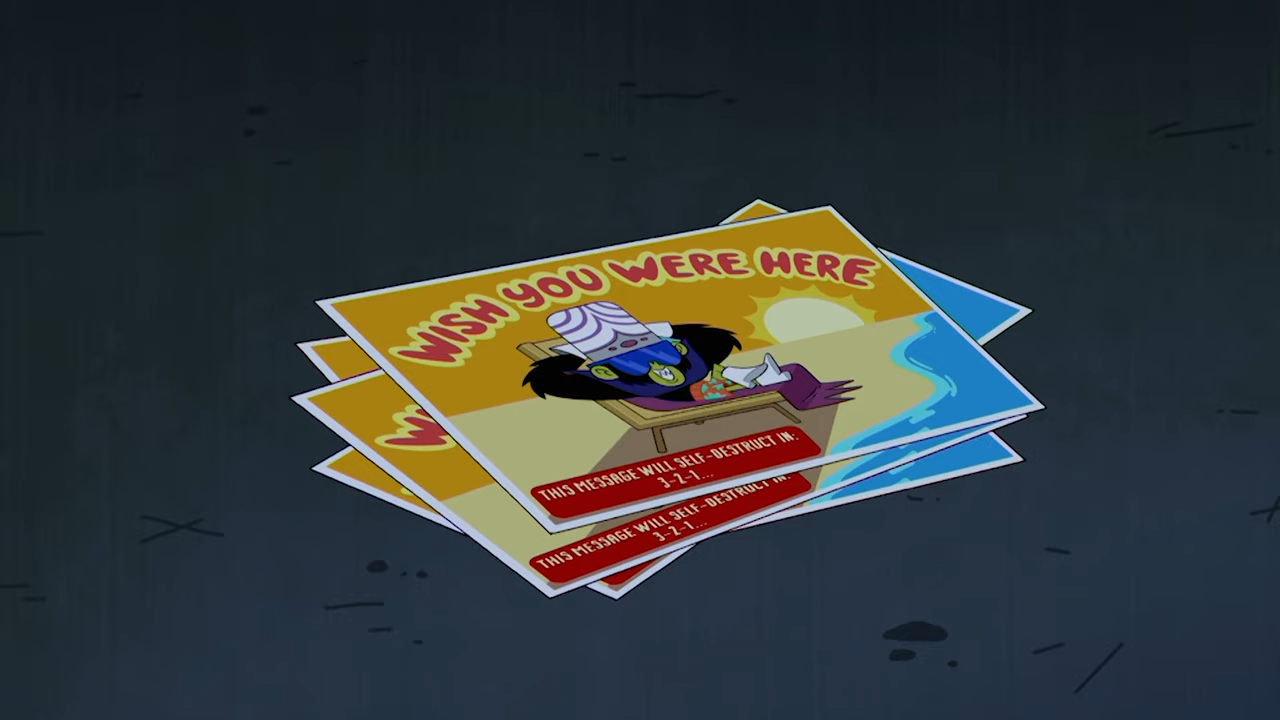 WISH YOU WERE HERE
THIS MESSAGE WILL SELF-DESTRUCT IN:
3-2-1...
W
THIS MESSAGE WILL SELF-DESTRUCT IN:
3-2-1...